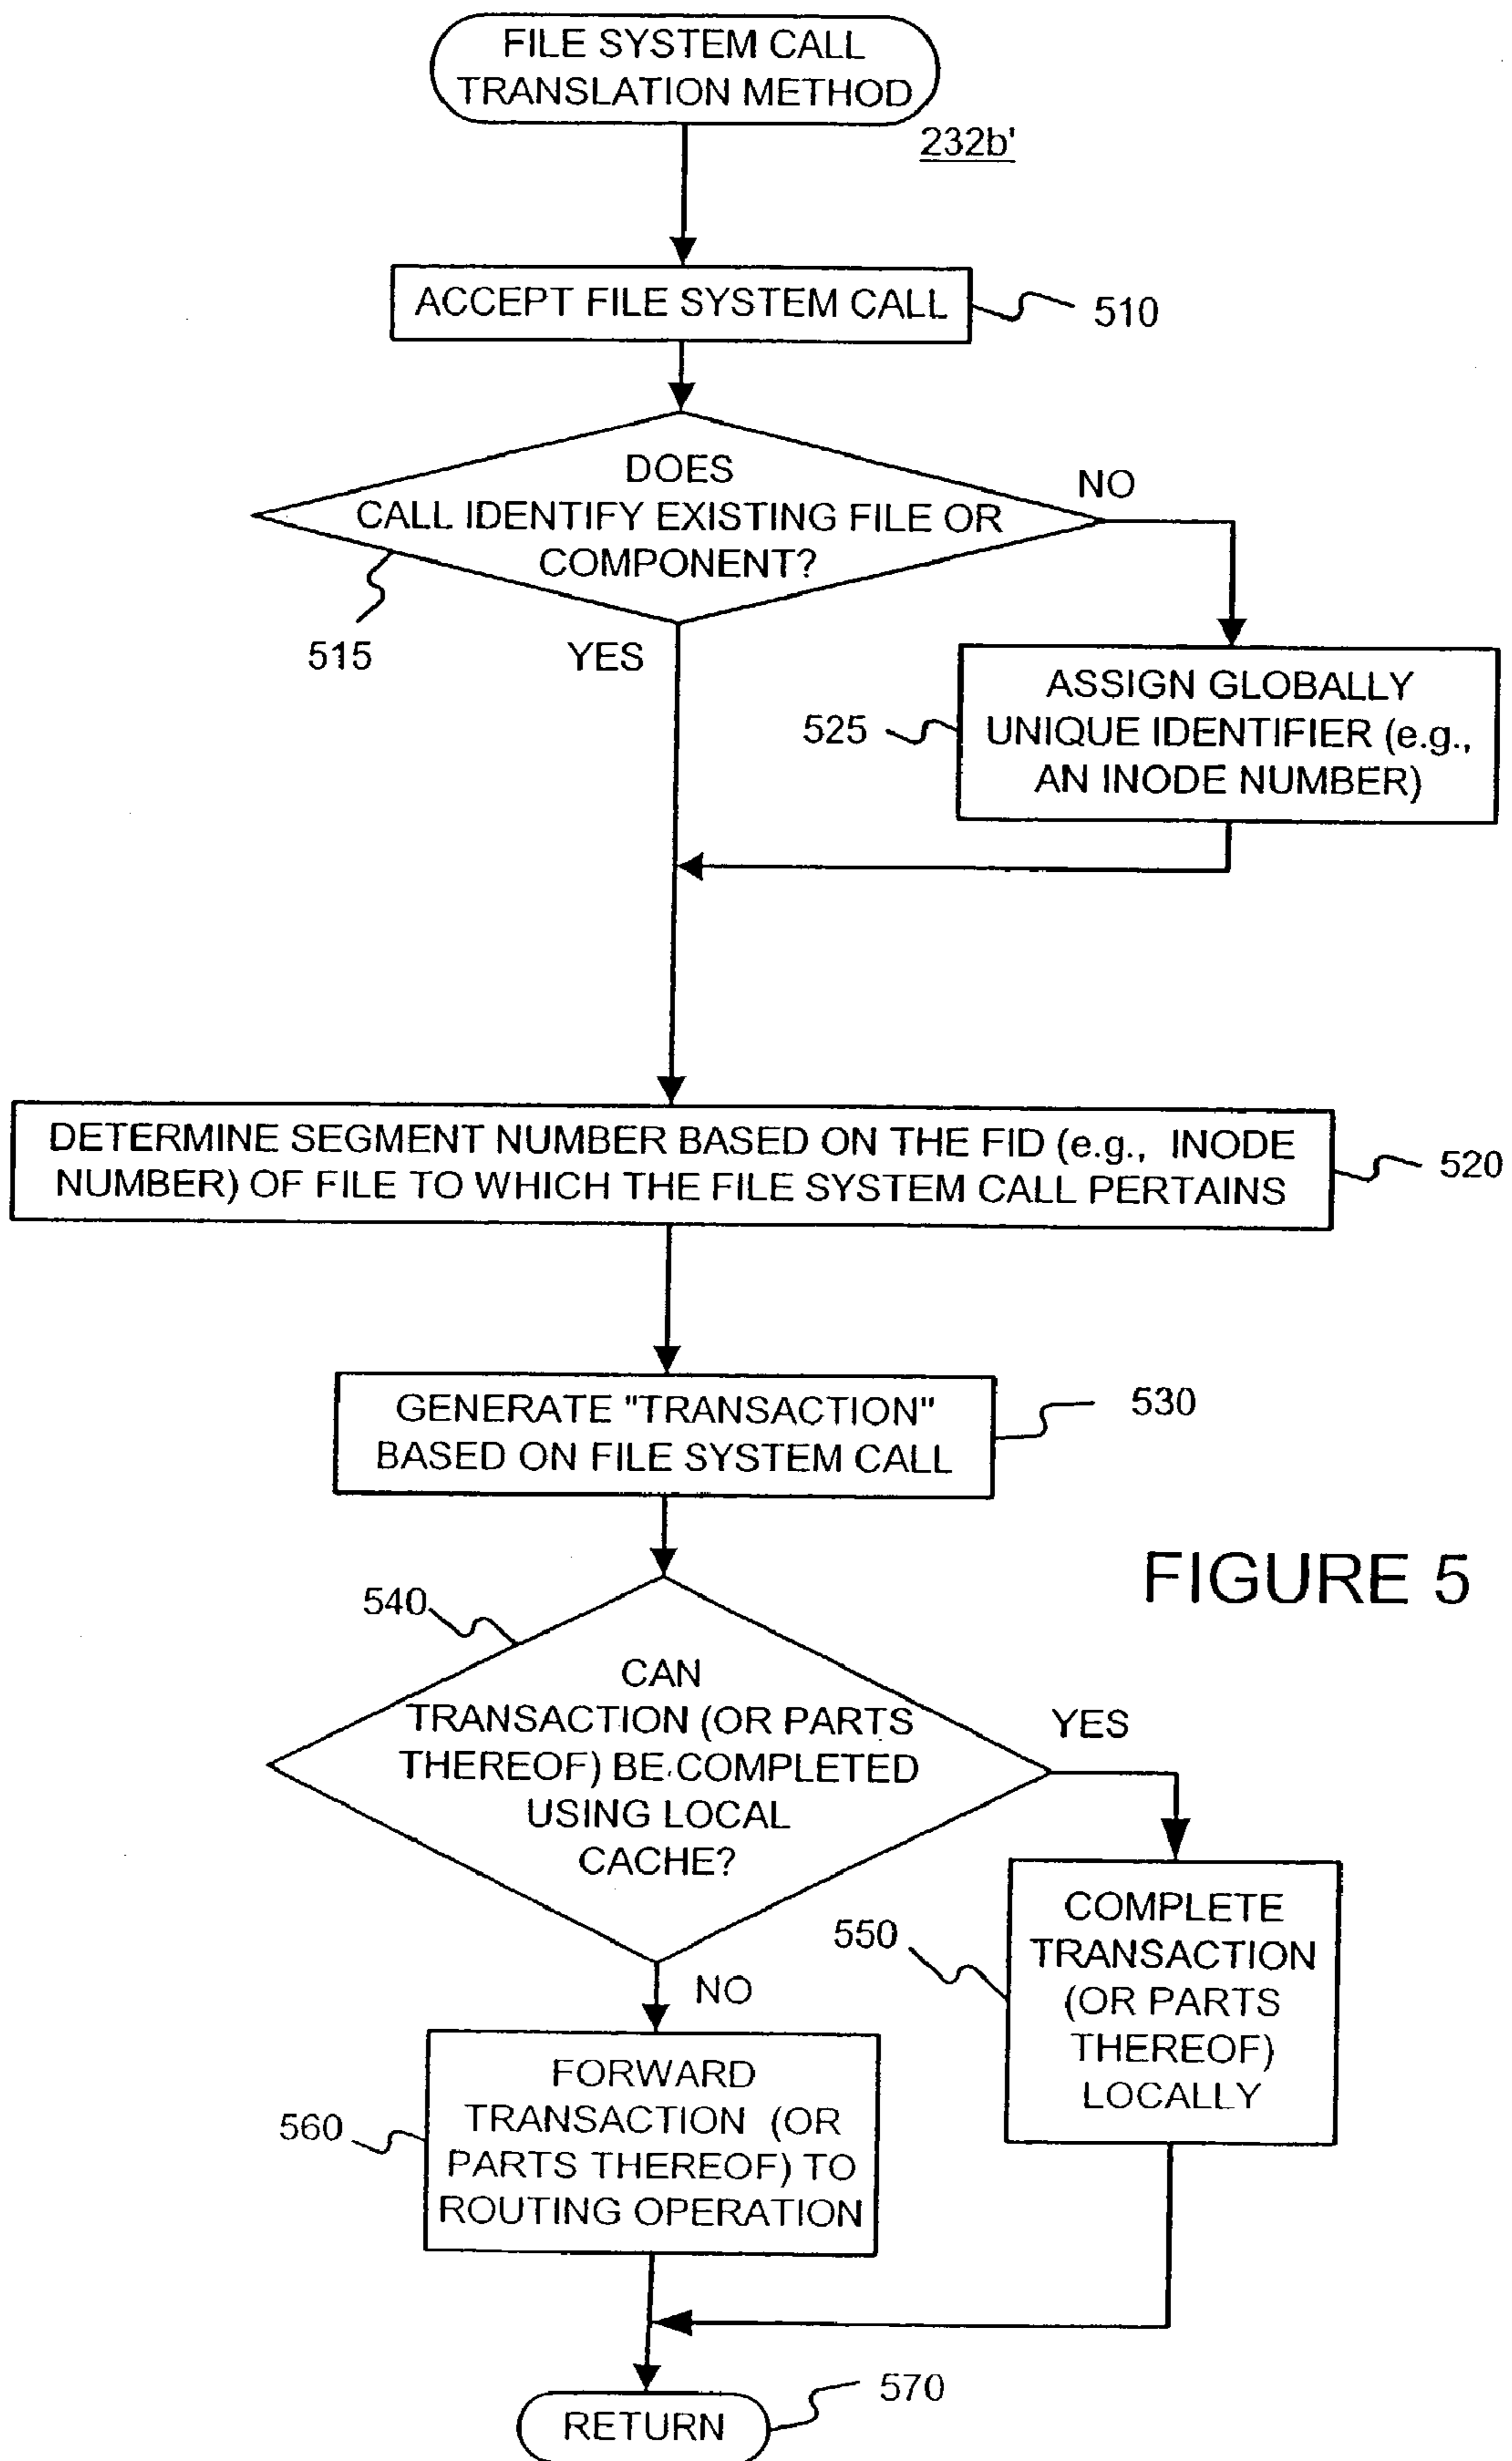 FILE SYSTEM CALL
TRANSLATION METHOD
232b'
ACCEPT FILE SYSTEM CALL
510
DOES
CALL IDENTIFY EXISTING FILE OR
COMPONENT?
NO
515
YES
ASSIGN GLOBALLY
UNIQUE IDENTIFIER (e.g.,
AN INODE NUMBER)
525
DETERMINE SEGMENT NUMBER BASED ON THE FID (e.g., INODE
NUMBER) OF FILE TO WHICH THE FILE SYSTEM CALL PERTAINS
520
GENERATE "TRANSACTION"
BASED ON FILE SYSTEM CALL
530
FIGURE 5
540
CAN
TRANSACTION (OR PARTS
THEREOF) BE COMPLETED
USING LOCAL
CACHE?
YES
550
COMPLETE
TRANSACTION
(OR PARTS
THEREOF)
LOCALLY
NO
560
FORWARD
TRANSACTION (OR
PARTS THEREOF) TO
ROUTING OPERATION
570
RETURN